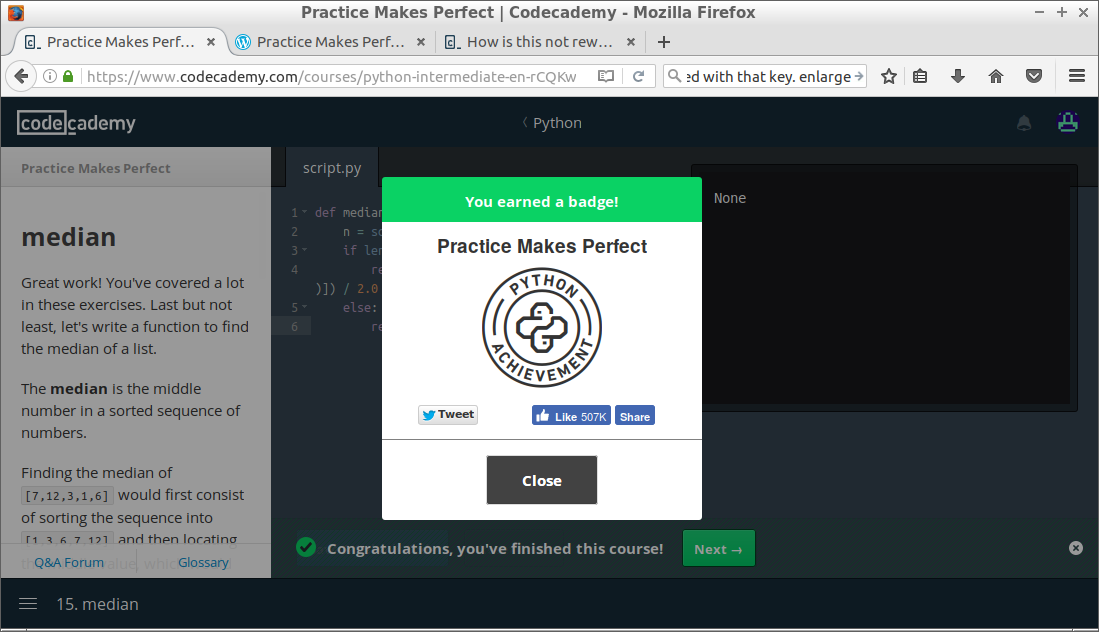 Practice Makes Perfect | Codecademy - Mozilla Firefox
Practice Makes Perf... × Practice Makes Perf... × How is this not rew... × +
https://www.codecademy.com/courses/python-intermediate-en-rCQKw
ed with that key. enlarge
codecademy
Python
Practice Makes Perfect
script.py
median
Great work! You've covered a lot
in these exercises. Last but not
least, let's write a function to find
the median of a list.
The median is the middle
number in a sorted sequence of
numbers.
Finding the median of
[7,12,3,1,6] would first consist
of sorting the sequence into
[1,3,6,7,12] and then locating
Q&A Forum Glossary
1 def median
2 n = so
3 if len
4 re
)]) / 2.0
5 else:
6 re
None
You earned a badge!
Practice Makes Perfect
PYTHON
ACHIEVEMENT
Tweet
Like 507K Share
Close
Congratulations, you've finished this course!
Next →
15. median